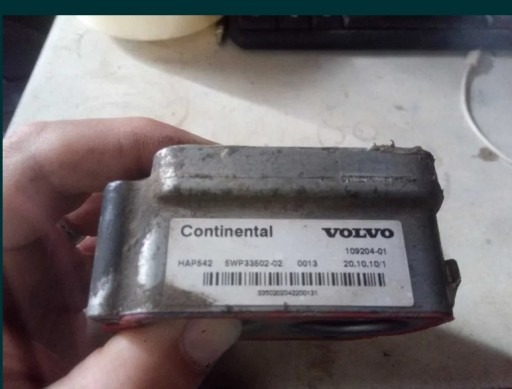 Continental VOLVO
109204-01
HAP542 5WP33502-02 0013 20,10,10/1